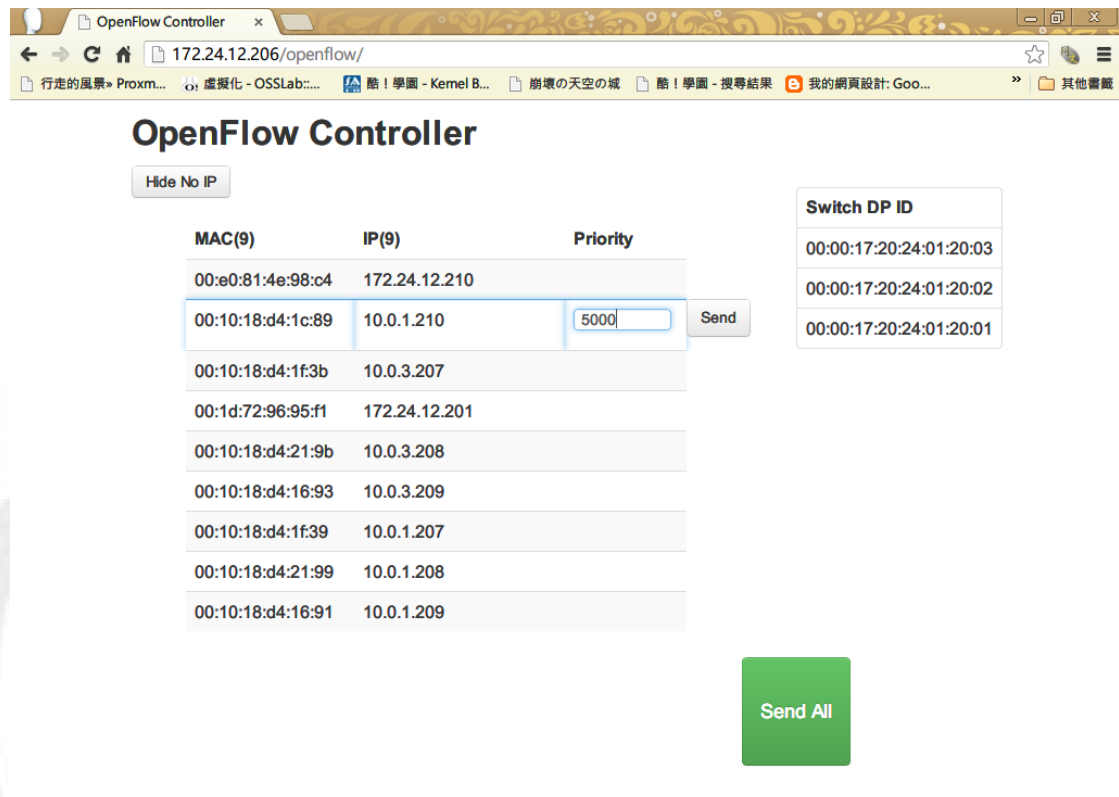 OpenFlow Controller ×
172.24.12.206/openflow/
行走的風景» Proxm... 虛擬化 - OSSLab::... 酷！學園 - Kernel B... 崩壞の天空の城 酷！學園 - 搜尋結果 我的網頁設計: Goo... » 其他書籤
OpenFlow Controller
Hide No IP
MAC(9) IP(9) Priority
00:e0:81:4e:98:c4 172.24.12.210
00:10:18:d4:1c:89 10.0.1.210 5000 Send
00:10:18:d4:1f:3b 10.0.3.207
00:1d:72:96:95:f1 172.24.12.201
00:10:18:d4:21:9b 10.0.3.208
00:10:18:d4:16:93 10.0.3.209
00:10:18:d4:1f:39 10.0.1.207
00:10:18:d4:21:99 10.0.1.208
00:10:18:d4:16:91 10.0.1.209
Switch DP ID
00:00:17:20:24:01:20:03
00:00:17:20:24:01:20:02
00:00:17:20:24:01:20:01
Send All